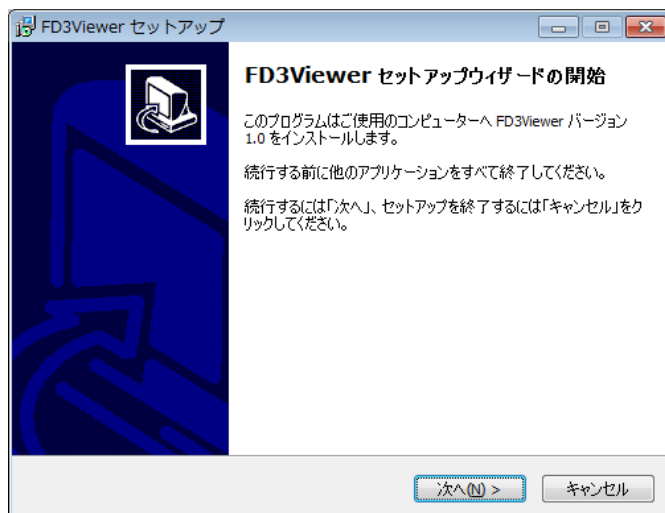 FD3Viewer セットアップ
FD3Viewer セットアップウィザードの開始
このプログラムはご使用のコンピューターへ FD3Viewer バージョン
1.0 をインストールします。
続行する前に他のアプリケーションをすべて終了してください。
続行するには「次へ」、セットアップを終了するには「キャンセル」をク
リックしてください。
次へ(N) >
キャンセル